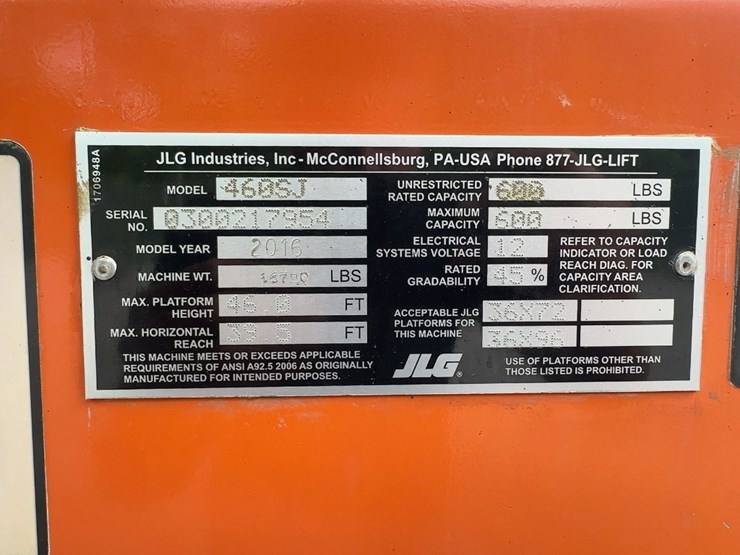 JLG Industries, Inc - McConnellsburg, PA-USA Phone 877-JLG-LIFT
1706948A
MODEL 460SJ
SERIAL NO. 0300217954
MODEL YEAR 2016
MACHINE WT. LBS
MAX. PLATFORM HEIGHT 46.0 FT
MAX. HORIZONTAL REACH 39.5 FT
THIS MACHINE MEETS OR EXCEEDS APPLICABLE
REQUIREMENTS OF ANSI A92.5 2006 AS ORIGINALLY
MANUFACTURED FOR INTENDED PURPOSES.
UNRESTRICTED RATED CAPACITY 600 LBS
MAXIMUM CAPACITY 600 LBS
ELECTRICAL SYSTEMS VOLTAGE 12
RATED GRADABILITY 45 %
REFER TO CAPACITY
INDICATOR OR LOAD
REACH DIAG. FOR
CAPACITY AREA
CLARIFICATION.
ACCEPTABLE JLG
PLATFORMS FOR
THIS MACHINE
36X72
36X96
JLG®
USE OF PLATFORMS OTHER THAN
THOSE LISTED IS PROHIBITED.